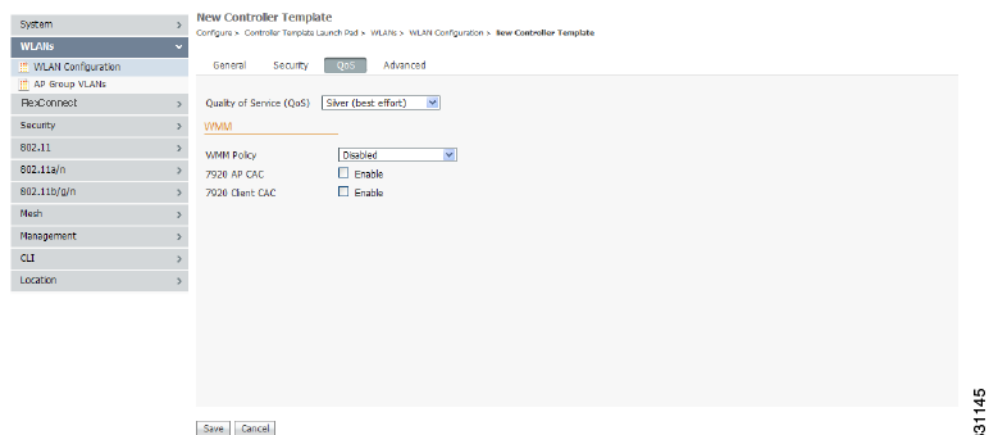 New Controller Template
Configure > Controller Template Launch Pad > WLANs > WLAN Configuration > New Controller Template
System
WLANs
WLAN Configuration
AP Group VLANs
FlexConnect
Security
802.11
802.11a/n
802.11b/g/n
Mesh
Management
CLI
Location
General Security QoS Advanced
Quality of Service (QoS) Silver (best effort)
WMM
WMM Policy Disabled
7920 AP CAC Enable
7920 Client CAC Enable
Save Cancel
331145